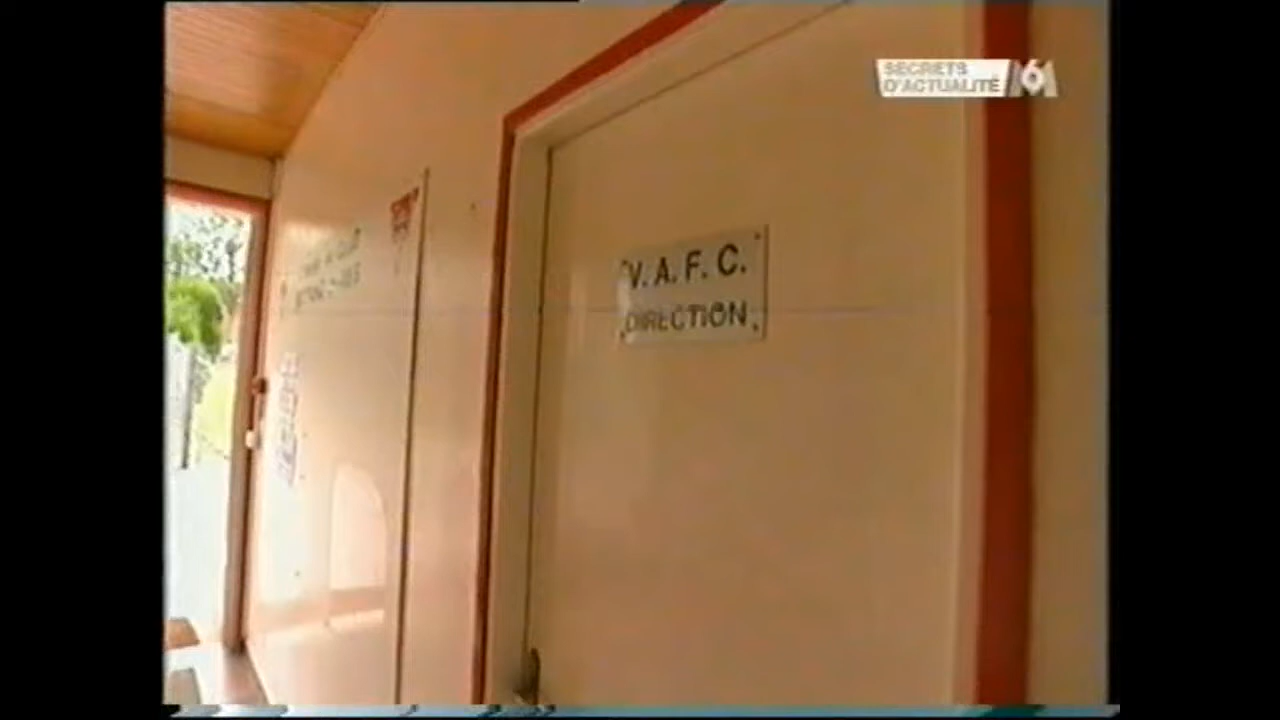 SECRETS
D'ACTUALITÉ M6
V. A. F. C.
DIRECTION